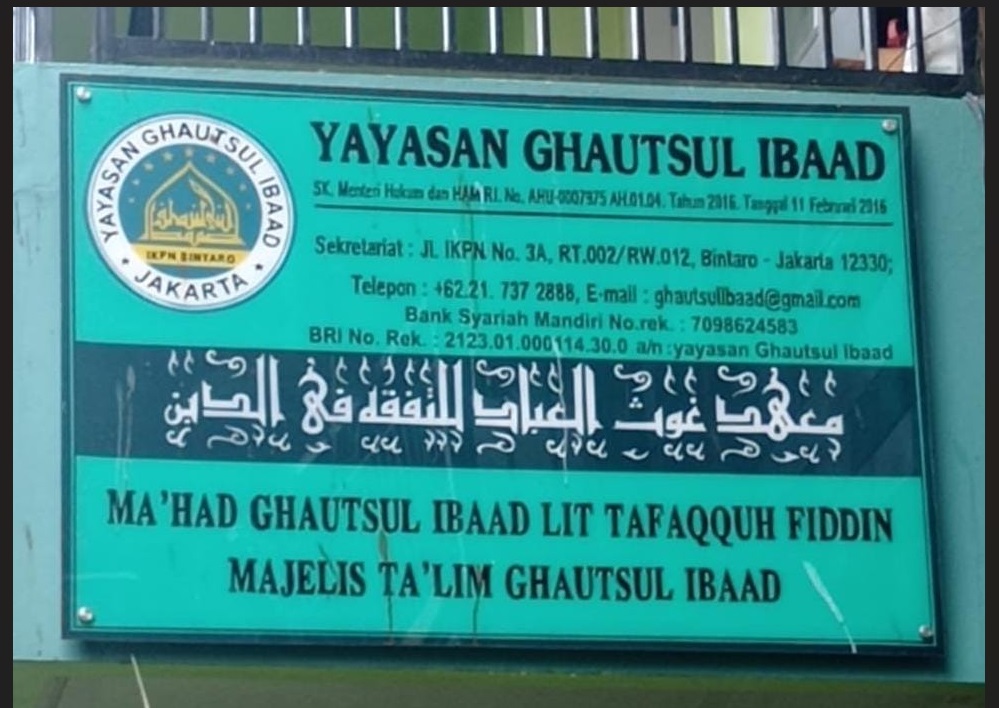 YAYASAN GHAUTSUL IBAAD
JAKARTA
Ghautsul
IKPN BINTARO
YAYASAN GHAUTSUL IBAAD
SK. Menteri Hukum dan HAM R.I. No. AHU-0007975 AH.01.04. Tahun 2016. Tanggal 11 Februari 2016
Sekretariat : JL. IKPN No. 3A, RT.002/RW.012, Bintaro - Jakarta 12330;
Telepon : +62.21. 737 2888, E-mail : ghautsulibaad@gmail.com
Bank Syariah Mandiri No.rek. : 7098624583
BRI No. Rek. : 2123.01.000114.30.0 a/n :yayasan Ghautsul ibaad
معهد غوث العباد للتفقه في الدين
MA'HAD GHAUTSUL IBAAD LIT TAFAQQUH FIDDIN
MAJELIS TA'LIM GHAUTSUL IBAAD